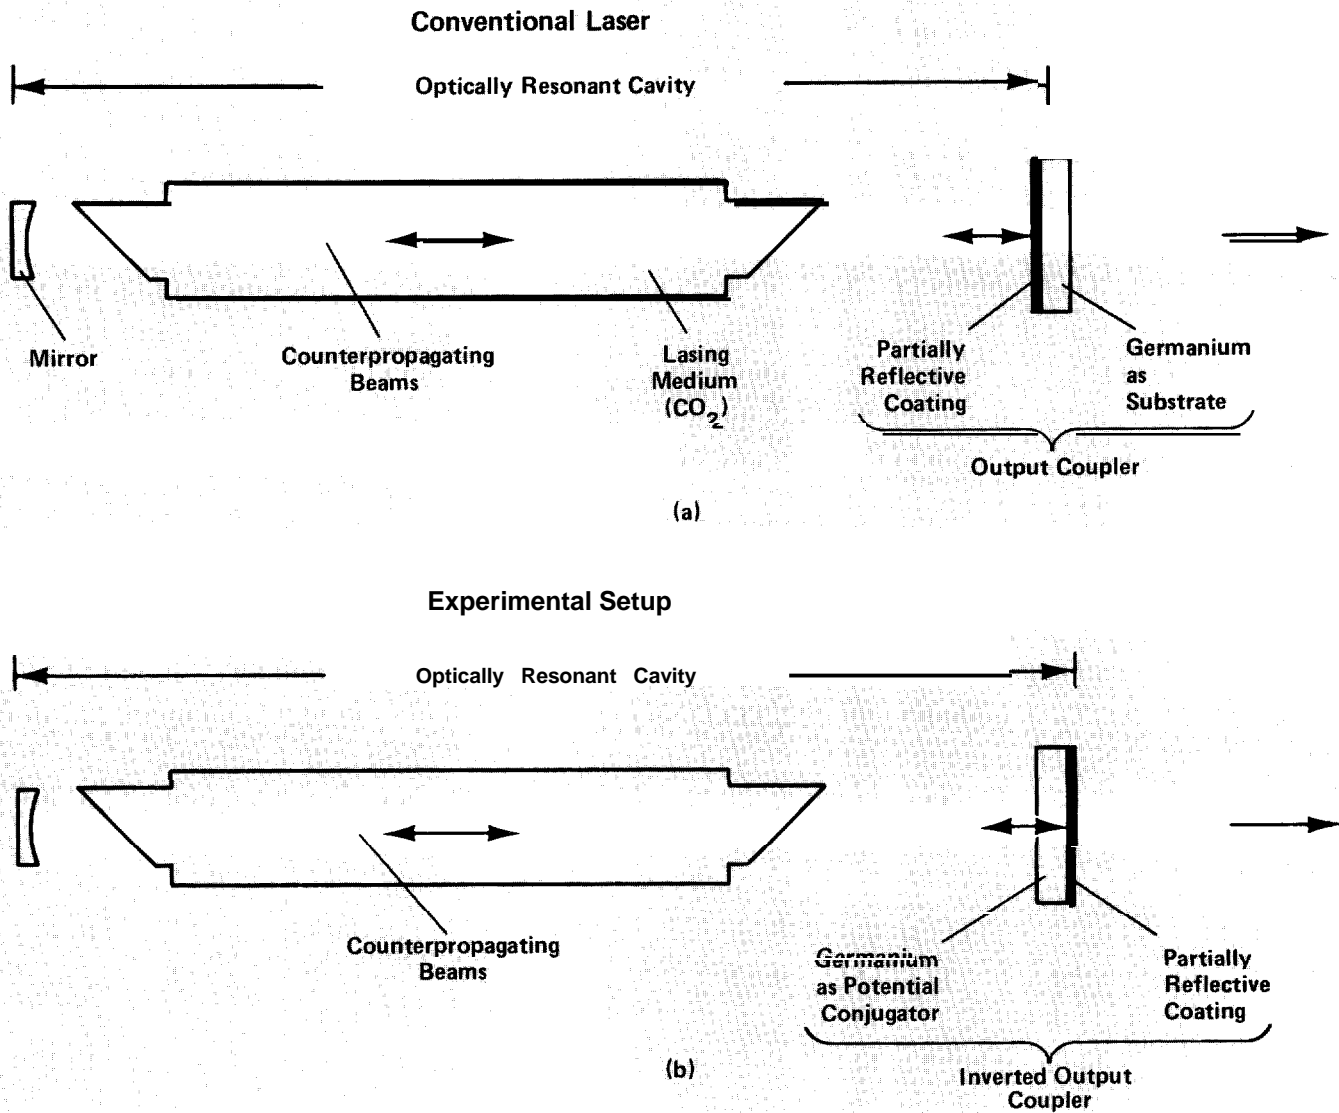 Conventional Laser
Optically Resonant Cavity
Mirror
Counterpropagating
Beams
Lasing
Medium
(CO2)
Partially
Reflective
Coating
Germanium
as
Substrate
Output Coupler
(a)
Experimental Setup
Optically Resonant Cavity
Counterpropagating
Beams
Germanium
as Potential
Conjugator
Partially
Reflective
Coating
Inverted Output
Coupler
(b)